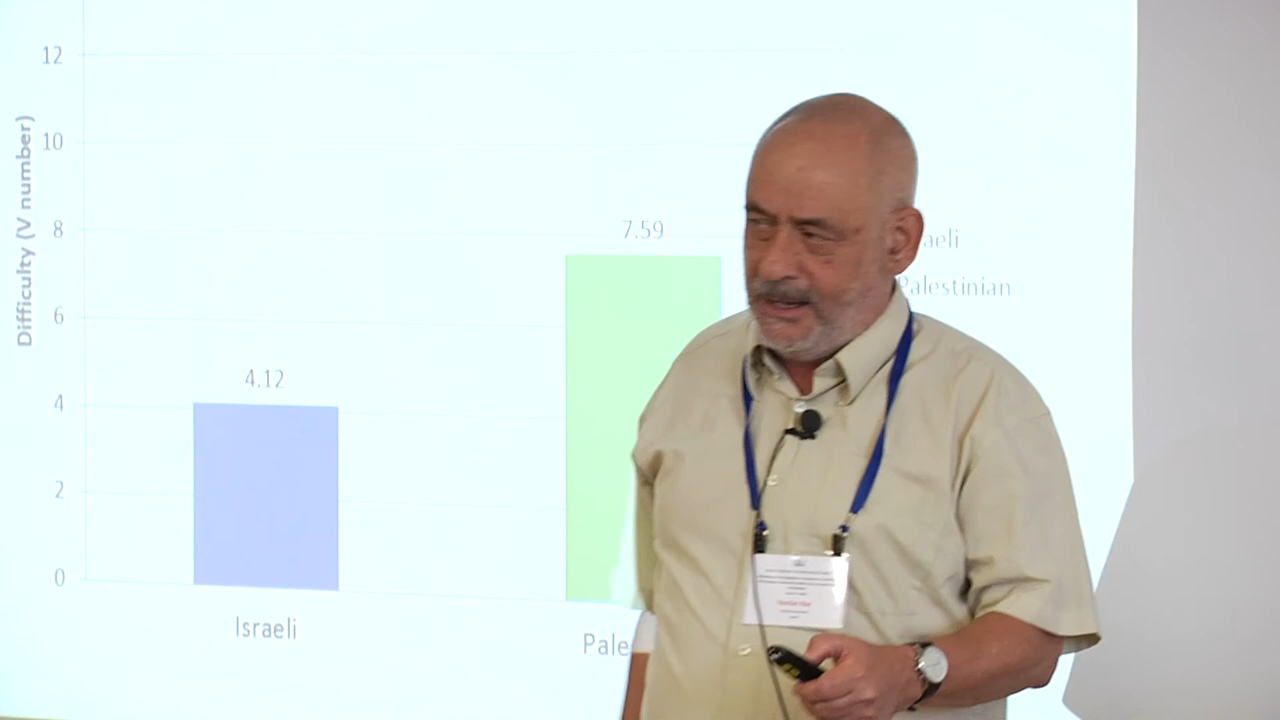 12
10
8
6
4
2
0
Difficulty (V number)
4.12
7.59
Israeli
Pale
aeli
Palestinian